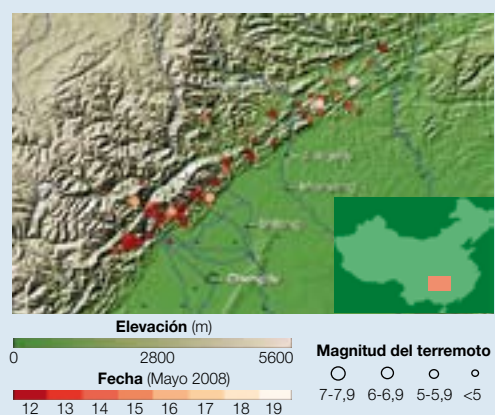 Chengdu
Elevación (m)
0 2800 5600
Fecha (Mayo 2008)
12 13 14 15 16 17 18 19
Magnitud del terremoto
7-7,9 6-6,9 5-5,9 <5